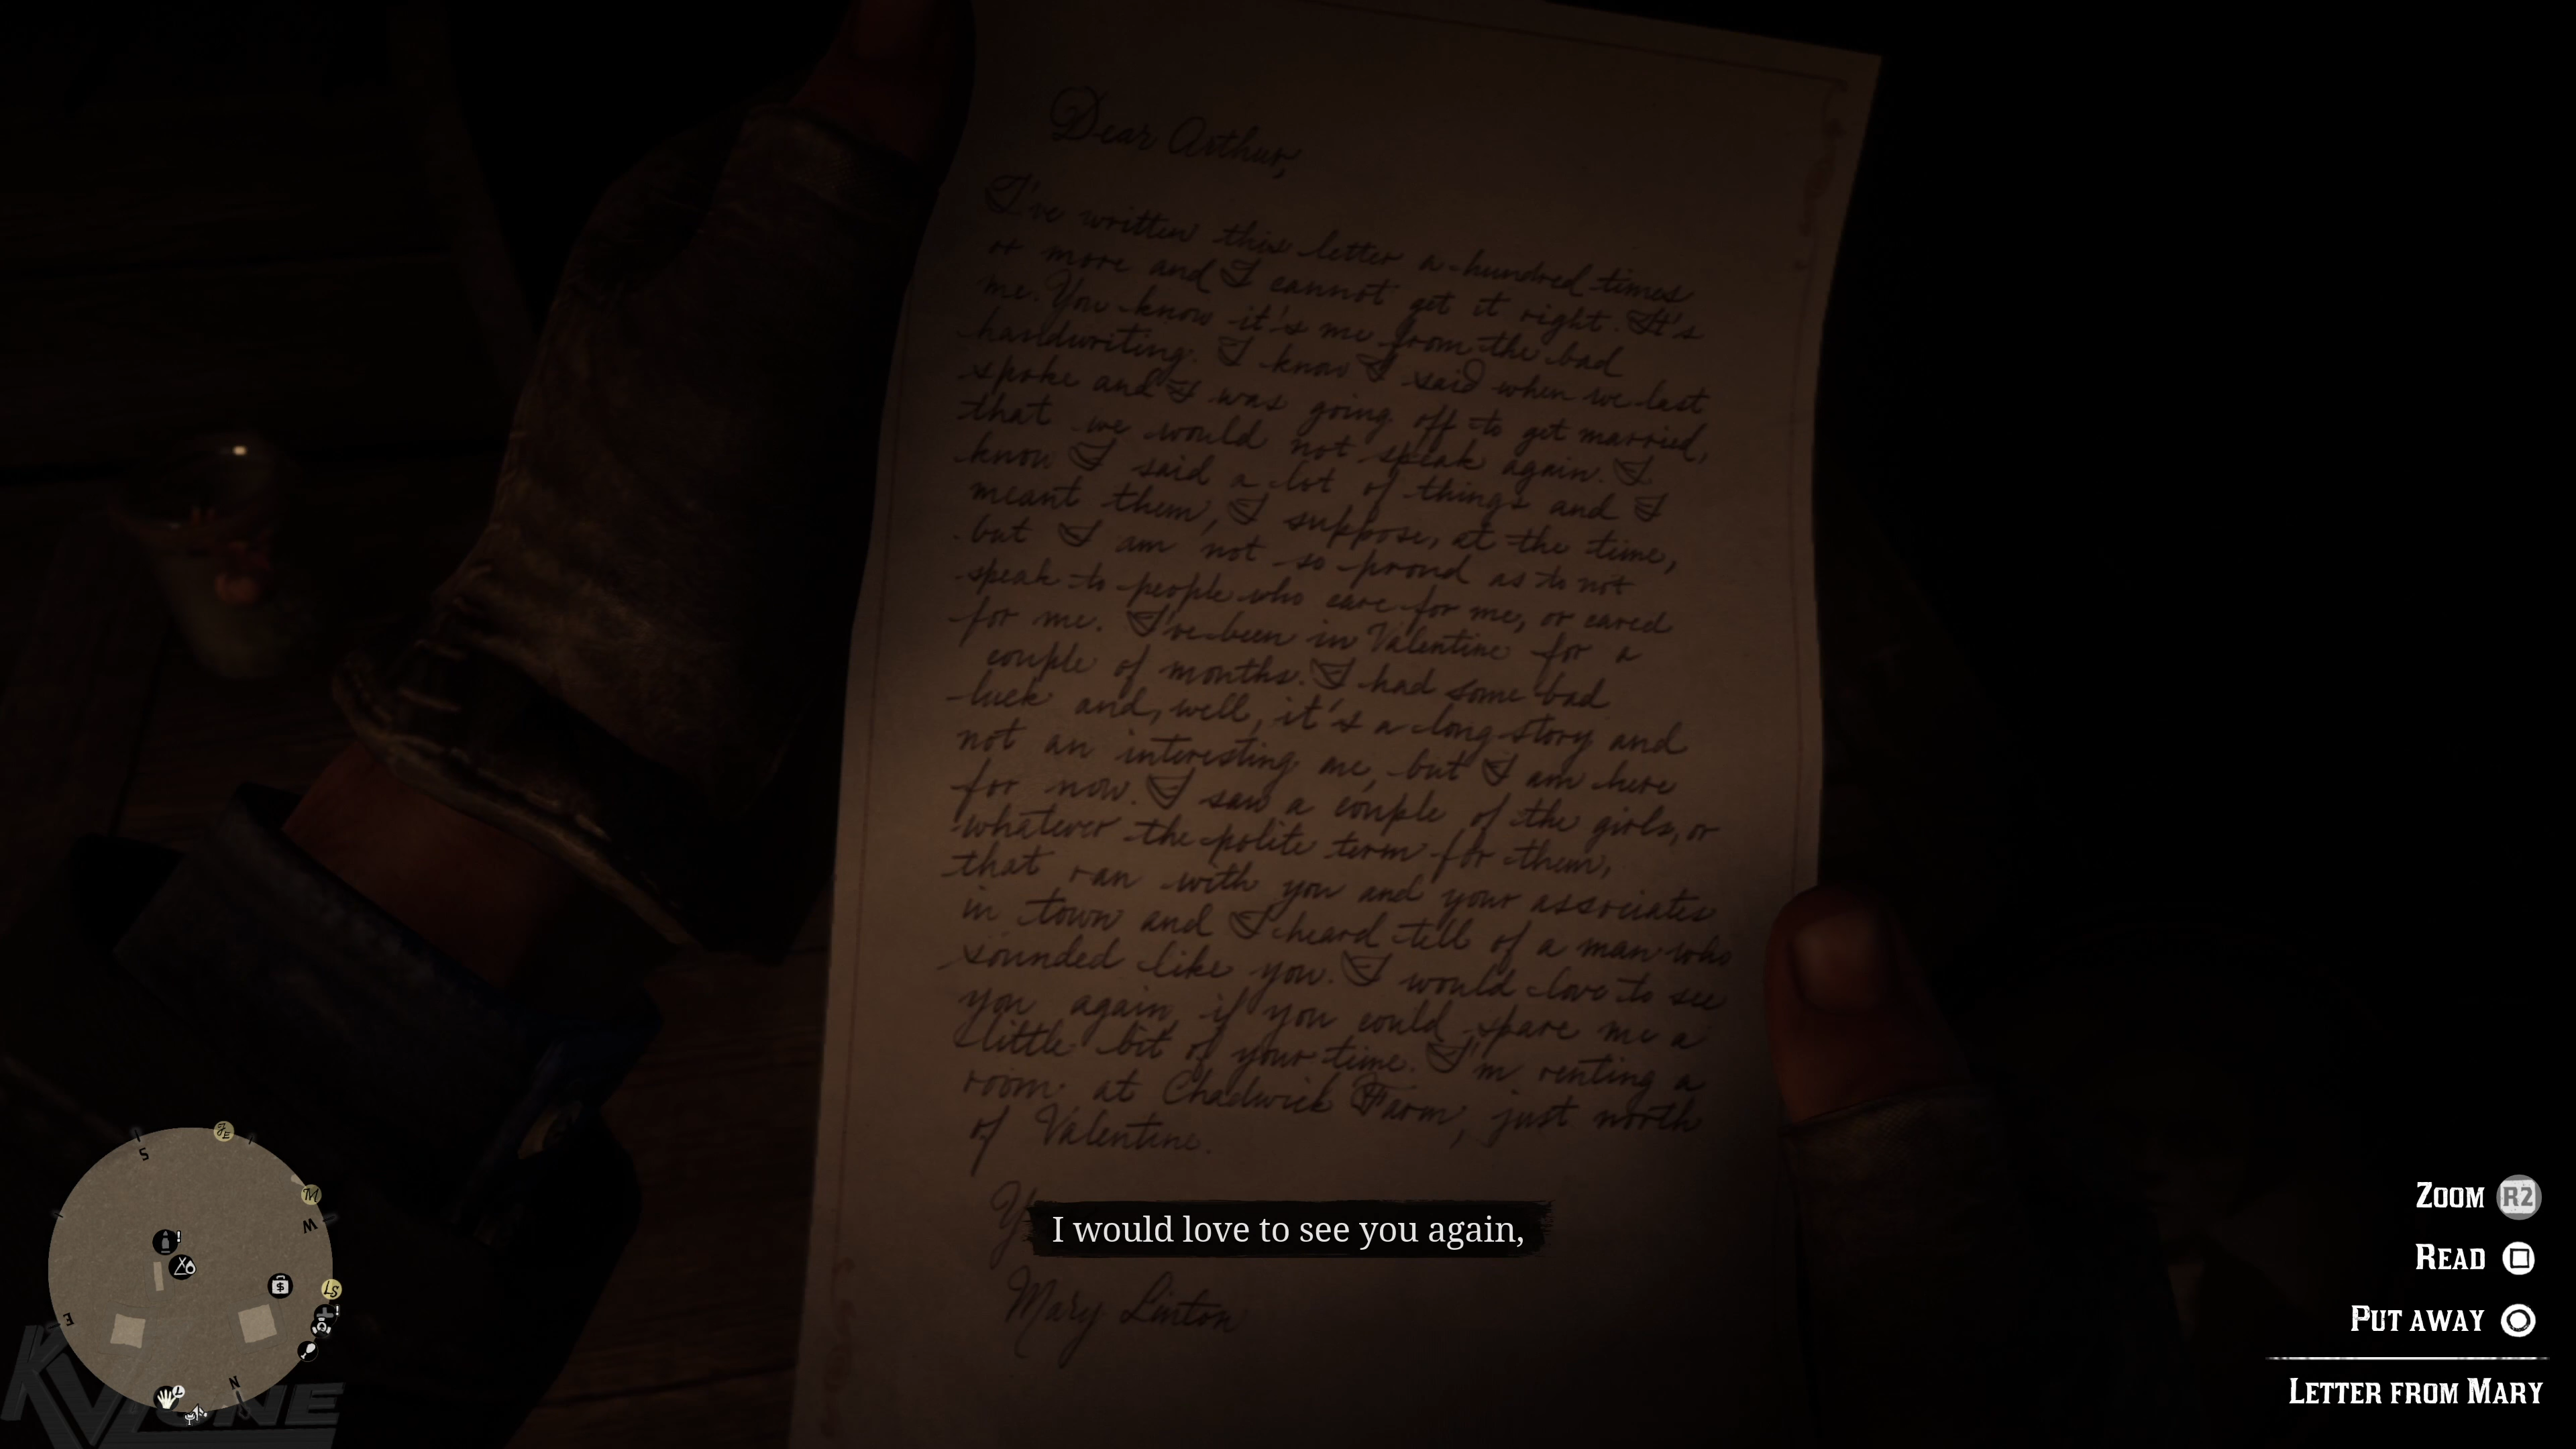 Dear Arthur,
I've written this letter a hundred times
or more and I cannot get it right. It's
me. You know it's me from the bad
handwriting. I know I said when we last
spoke and I was going off to get married,
that we would not speak again. I
know I said a lot of things and I
meant them, I suppose, at the time,
but I am not so proud as to not
speak to people who care for me, or cared
for me. I've been in Valentine for a
couple of months. I had some bad
luck and, well, it's a long story and
not an interesting one, but I am here
for now. I saw a couple of the girls, or
whatever the polite term for them,
that ran with you and your associates
in town and I heard tell of a man who
sounded like you. I would love to see
you again, if you could spare me a
little bit of your time. I'm renting a
room at Chadwick Farm, just north
of Valentine.
I would love to see you again,
Mary Linton
S
M
W
LS
E
N
L
$
ZOOM R2
READ
PUT AWAY
LETTER FROM MARY